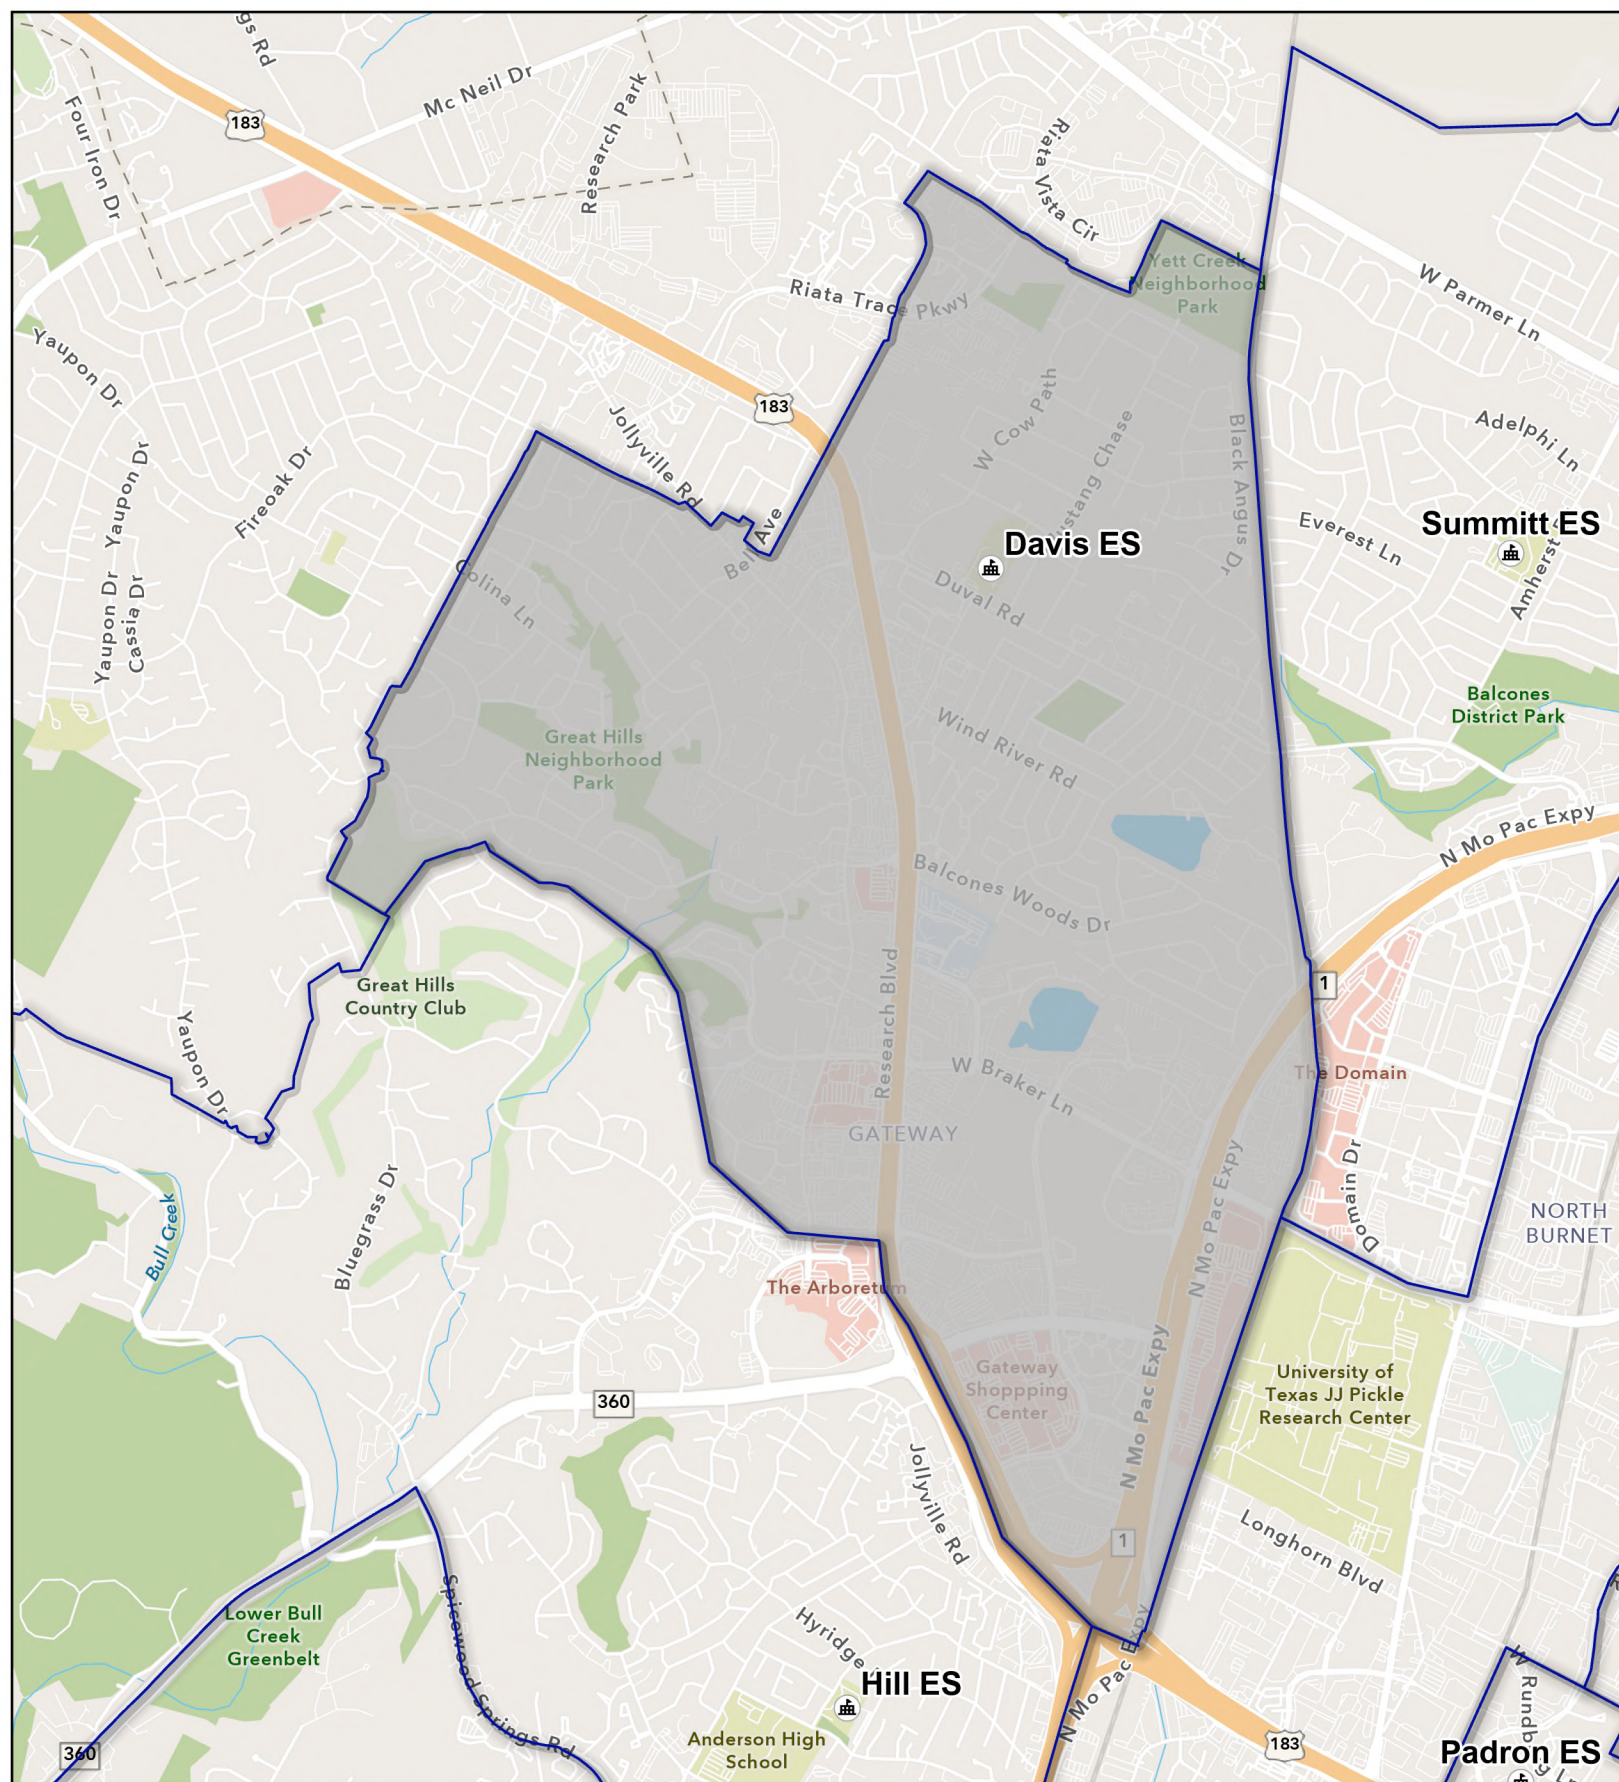 gs Rd
183
Mc Neil Dr
Research Park
Four Iron Dr
Riata Vista Cir
Yett Creek
Neighborhood
Park
W Parmer Ln
Riata Trace Pkwy
Yaupon Dr
183
Jollyville Rd
W Cow Path
Mustang Chase
Black Angus Dr
Adelphi Ln
Yaupon Dr
Fireoak Dr
Everest Ln
Summitt ES
Amherst
Davis ES
Colina Ln
Ave
Duval Rd
Yaupon Dr
Cassia Dr
Balcones
District Park
Great Hills
Neighborhood
Park
Wind River Rd
N Mo Pac Expy
Balcones Woods Dr
Research Blvd
1
Great Hills
Country Club
Yaupon Dr
W Braker Ln
The Domain
GATEWAY
Domain Dr
N Mo Pac Expy
Bull Creek
Bluegrass Dr
NORTH
BURNET
The Arboretum
N Mo Pac Expy
Gateway
Shoppping
Center
University of
Texas JJ Pickle
Research Center
360
Jollyville Rd
1
Longhorn Blvd
Spicewood Springs Rd
Lower Bull
Creek
Greenbelt
Hyridge
Hill ES
N Mo Pac Expy
Anderson High
School
183
360
Padron ES